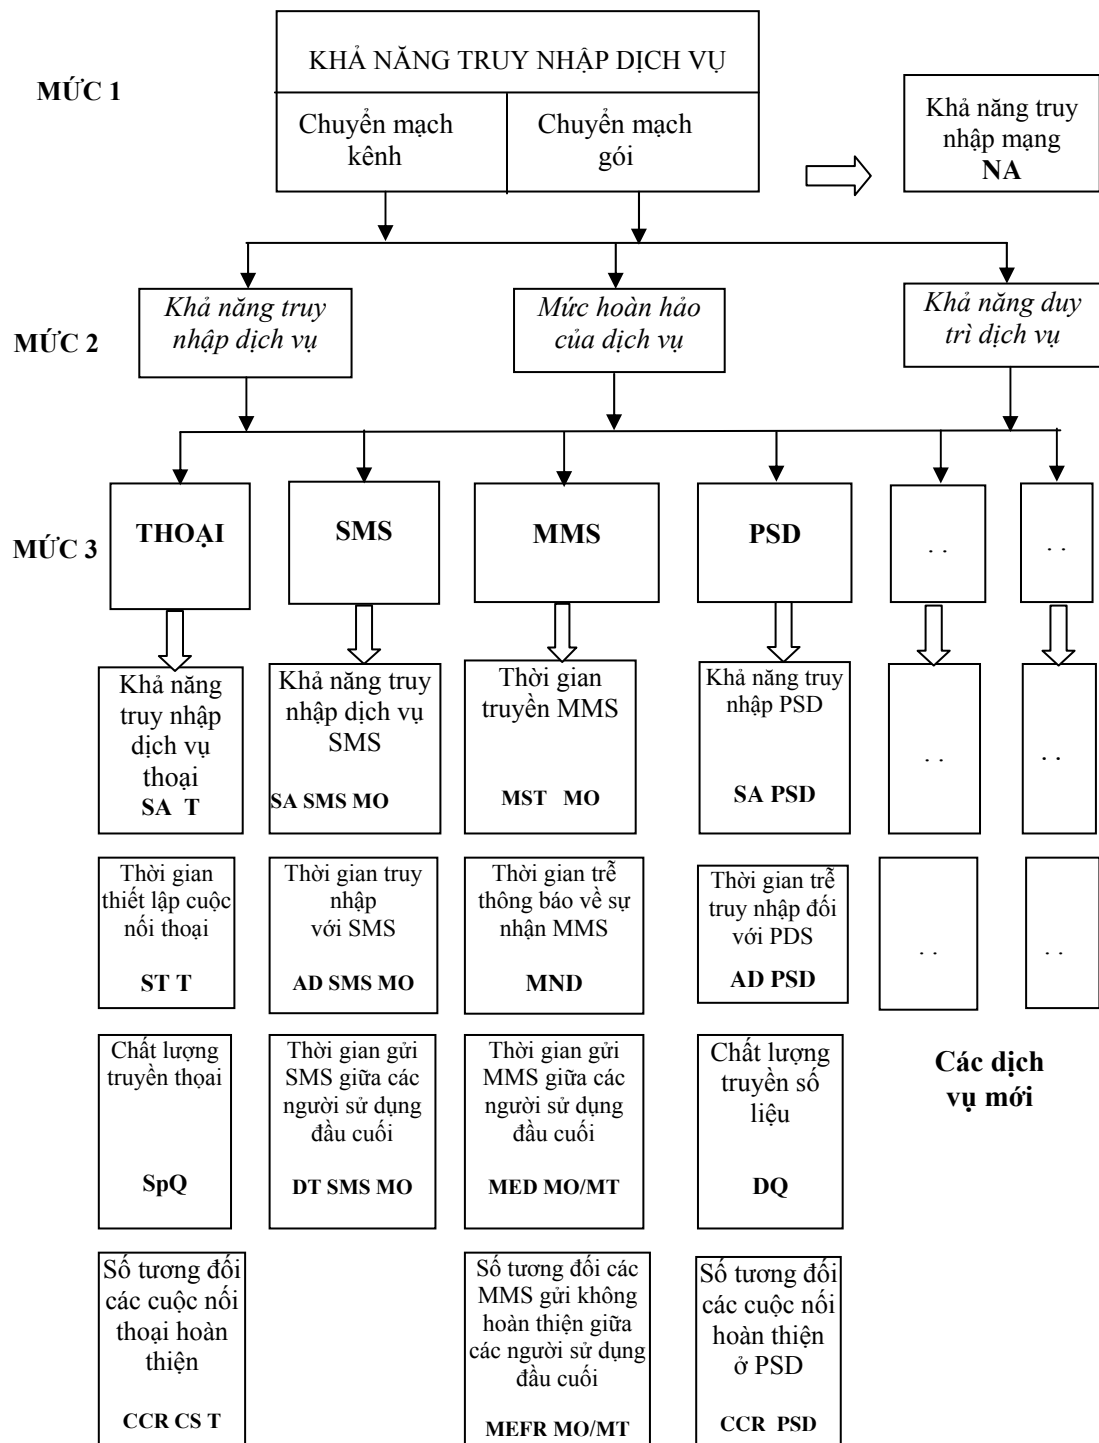 KHẢ NĂNG TRUY NHẬP DỊCH VỤ
MỨC 1
Chuyển mạch
kênh
Chuyển mạch
gói
Khả năng truy
nhập mạng
NA
MỨC 2
Khả năng truy
nhập dịch vụ
Mức hoàn hảo
của dịch vụ
Khả năng duy
trì dịch vụ
MỨC 3
THOẠI
SMS
MMS
PSD
. .
. .
Khả năng
truy nhập
dịch vụ
thoại
SA T
Khả năng truy
nhập dịch vụ
SMS
SA SMS MO
Thời gian
truyền MMS
MST MO
Khả năng truy
nhập PSD
SA PSD
. .
. .
Thời gian
thiết lập cuộc
nối thoại
ST T
Thời gian truy
nhập
với SMS
AD SMS MO
Thời gian trễ
thông báo về sự
nhận MMS
MND
Thời gian trễ
truy nhập đối
với PDS
AD PSD
. .
. .
Chất lượng
truyền thọai
SpQ
Thời gian gửi
SMS giữa các
người sử dụng
đầu cuối
DT SMS MO
Thời gian gửi
MMS giữa các
người sử dụng
đầu cuối
MED MO/MT
Chất lượng
truyền số
liệu
DQ
Các dịch
vụ mới
Số tương đối
các cuộc nối
thoại hoàn
thiện
CCR CS T
Số tương đối các
MMS gửi không
hoàn thiện giữa
các người sử dụng
đầu cuối
MEFR MO/MT
Số tương đối
các cuộc nối
hoàn thiện
ở PSD
CCR PSD